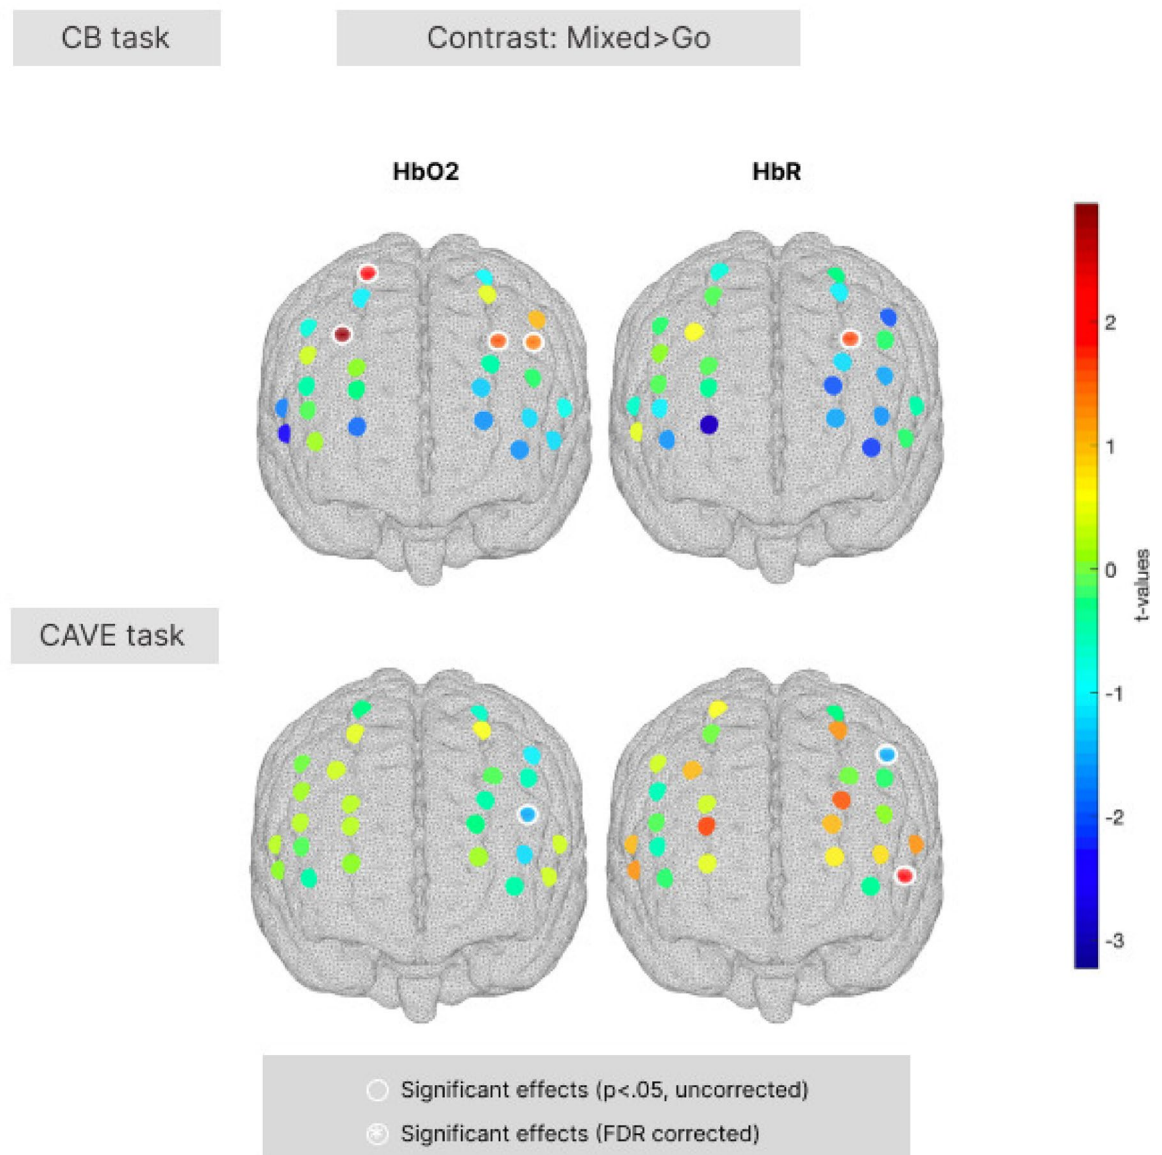 CB task
Contrast: Mixed>Go
HbO2
HbR
2
1
0
-1
-2
-3
t-values
CAVE task
Significant effects (p<.05, uncorrected)
Significant effects (FDR corrected)